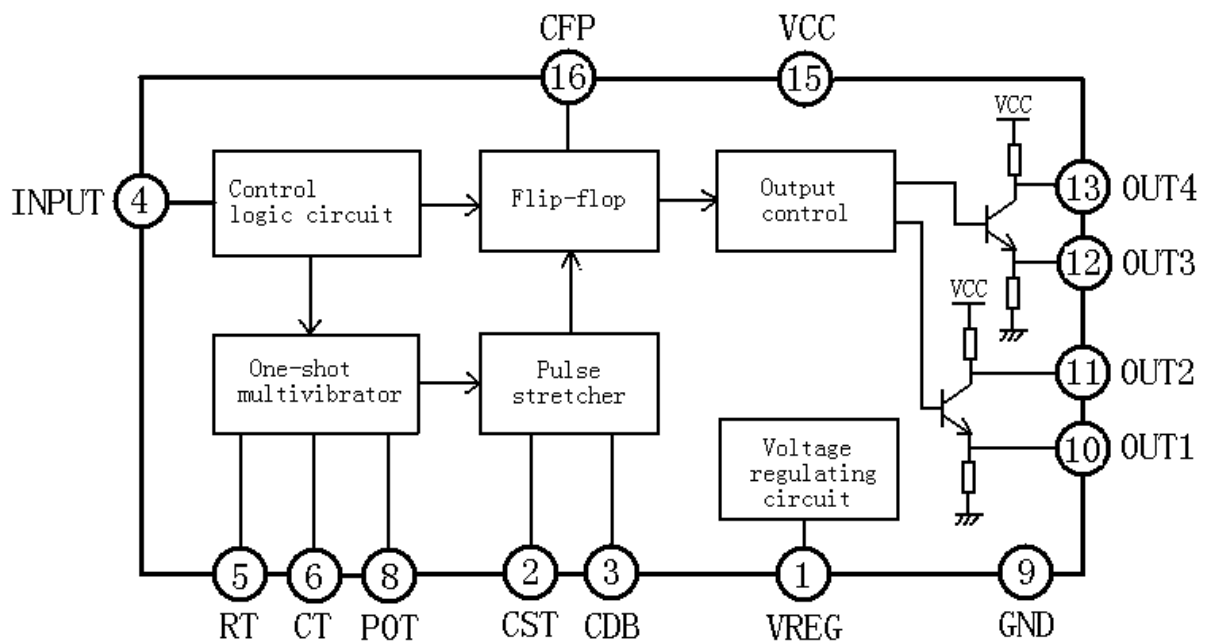 CFP
VCC
16
15
VCC
INPUT
4
Control
logic circuit
Flip-flop
Output
control
13
OUT4
12
OUT3
VCC
One-shot
multivibrator
Pulse
stretcher
11
OUT2
Voltage
regulating
circuit
10
OUT1
5
6
8
2
3
1
9
RT
CT
POT
CST
CDB
VREG
GND